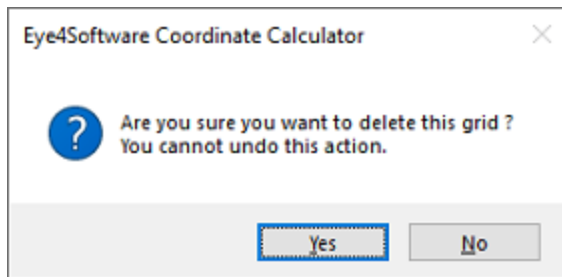 Eye4Software Coordinate Calculator
Are you sure you want to delete this grid ?
You cannot undo this action.
Yes
No